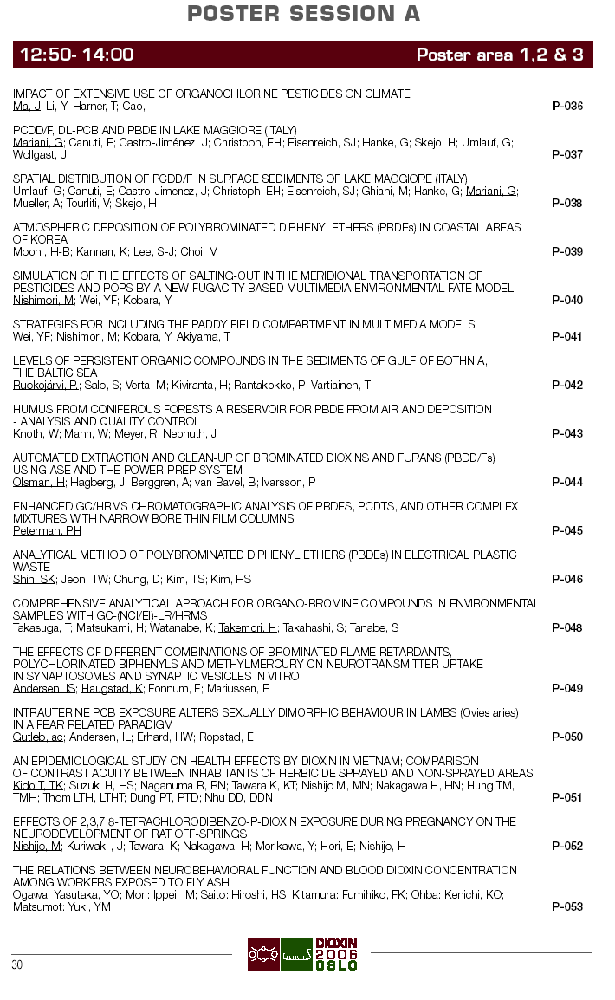 POSTER SESSION A
12:50- 14:00 Poster area 1,2 & 3
IMPACT OF EXTENSIVE USE OF ORGANOCHLORINE PESTICIDES ON CLIMATE
Ma, J; Li, Y; Harner, T; Cao, P-036
PCDD/F, DL-PCB AND PBDE IN LAKE MAGGIORE (ITALY)
Mariani, G; Canuti, E; Castro-Jiménez, J; Christoph, EH; Eisenreich, SJ; Hanke, G; Skejo, H; Umlauf, G;
Wollgast, J P-037
SPATIAL DISTRIBUTION OF PCDD/F IN SURFACE SEDIMENTS OF LAKE MAGGIORE (ITALY)
Umlauf, G; Canuti, E; Castro-Jimenez, J; Christoph, EH; Eisenreich, SJ; Ghiani, M; Hanke, G; Mariani, G;
Mueller, A; Tourliti, V; Skejo, H P-038
ATMOSPHERIC DEPOSITION OF POLYBROMINATED DIPHENYLETHERS (PBDEs) IN COASTAL AREAS
OF KOREA
Moon , H-B; Kannan, K; Lee, S-J; Choi, M P-039
SIMULATION OF THE EFFECTS OF SALTING-OUT IN THE MERIDIONAL TRANSPORTATION OF
PESTICIDES AND POPS BY A NEW FUGACITY-BASED MULTIMEDIA ENVIRONMENTAL FATE MODEL
Nishimori, M; Wei, YF; Kobara, Y P-040
STRATEGIES FOR INCLUDING THE PADDY FIELD COMPARTMENT IN MULTIMEDIA MODELS
Wei, YF; Nishimori, M; Kobara, Y; Akiyama, T P-041
LEVELS OF PERSISTENT ORGANIC COMPOUNDS IN THE SEDIMENTS OF GULF OF BOTHNIA,
THE BALTIC SEA
Ruokojärvi, P.; Salo, S; Verta, M; Kiviranta, H; Rantakokko, P; Vartiainen, T P-042
HUMUS FROM CONIFEROUS FORESTS A RESERVOIR FOR PBDE FROM AIR AND DEPOSITION
- ANALYSIS AND QUALITY CONTROL
Knoth, W; Mann, W; Meyer, R; Nebhuth, J P-043
AUTOMATED EXTRACTION AND CLEAN-UP OF BROMINATED DIOXINS AND FURANS (PBDD/Fs)
USING ASE AND THE POWER-PREP SYSTEM
Olsman, H; Hagberg, J; Berggren, A; van Bavel, B; Ivarsson, P P-044
ENHANCED GC/HRMS CHROMATOGRAPHIC ANALYSIS OF PBDES, PCDTS, AND OTHER COMPLEX
MIXTURES WITH NARROW BORE THIN FILM COLUMNS
Peterman, PH P-045
ANALYTICAL METHOD OF POLYBROMINATED DIPHENYL ETHERS (PBDEs) IN ELECTRICAL PLASTIC
WASTE
Shin, SK; Jeon, TW; Chung, D; Kim, TS; Kim, HS P-046
COMPREHENSIVE ANALYTICAL APROACH FOR ORGANO-BROMINE COMPOUNDS IN ENVIRONMENTAL
SAMPLES WITH GC-(NCI/EI)-LR/HRMS
Takasuga, T; Matsukami, H; Watanabe, K; Takemori, H; Takahashi, S; Tanabe, S P-048
THE EFFECTS OF DIFFERENT COMBINATIONS OF BROMINATED FLAME RETARDANTS,
POLYCHLORINATED BIPHENYLS AND METHYLMERCURY ON NEUROTRANSMITTER UPTAKE
IN SYNAPTOSOMES AND SYNAPTIC VESICLES IN VITRO
Andersen, IS; Haugstad, K; Fonnum, F; Mariussen, E P-049
INTRAUTERINE PCB EXPOSURE ALTERS SEXUALLY DIMORPHIC BEHAVIOUR IN LAMBS (Ovies aries)
IN A FEAR RELATED PARADIGM
Gutleb, ac; Andersen, IL; Erhard, HW; Ropstad, E P-050
AN EPIDEMIOLOGICAL STUDY ON HEALTH EFFECTS BY DIOXIN IN VIETNAM; COMPARISON
OF CONTRAST ACUITY BETWEEN INHABITANTS OF HERBICIDE SPRAYED AND NON-SPRAYED AREAS
Kido T, TK; Suzuki H, HS; Naganuma R, RN; Tawara K, KT; Nishijo M, MN; Nakagawa H, HN; Hung TM,
TMH; Thom LTH, LTHT; Dung PT, PTD; Nhu DD, DDN P-051
EFFECTS OF 2,3,7,8-TETRACHLORODIBENZO-P-DIOXIN EXPOSURE DURING PREGNANCY ON THE
NEURODEVELOPMENT OF RAT OFF-SPRINGS
Nishijo, M; Kuriwaki , J; Tawara, K; Nakagawa, H; Morikawa, Y; Hori, E; Nishijo, H P-052
THE RELATIONS BETWEEN NEUROBEHAVIORAL FUNCTION AND BLOOD DIOXIN CONCENTRATION
AMONG WORKERS EXPOSED TO FLY ASH
Ogawa: Yasutaka, YO; Mori: Ippei, IM; Saito: Hiroshi, HS; Kitamura: Fumihiko, FK; Ohba: Kenichi, KO;
Matsumot: Yuki, YM P-053
DIOXIN
2006
OSLO
30